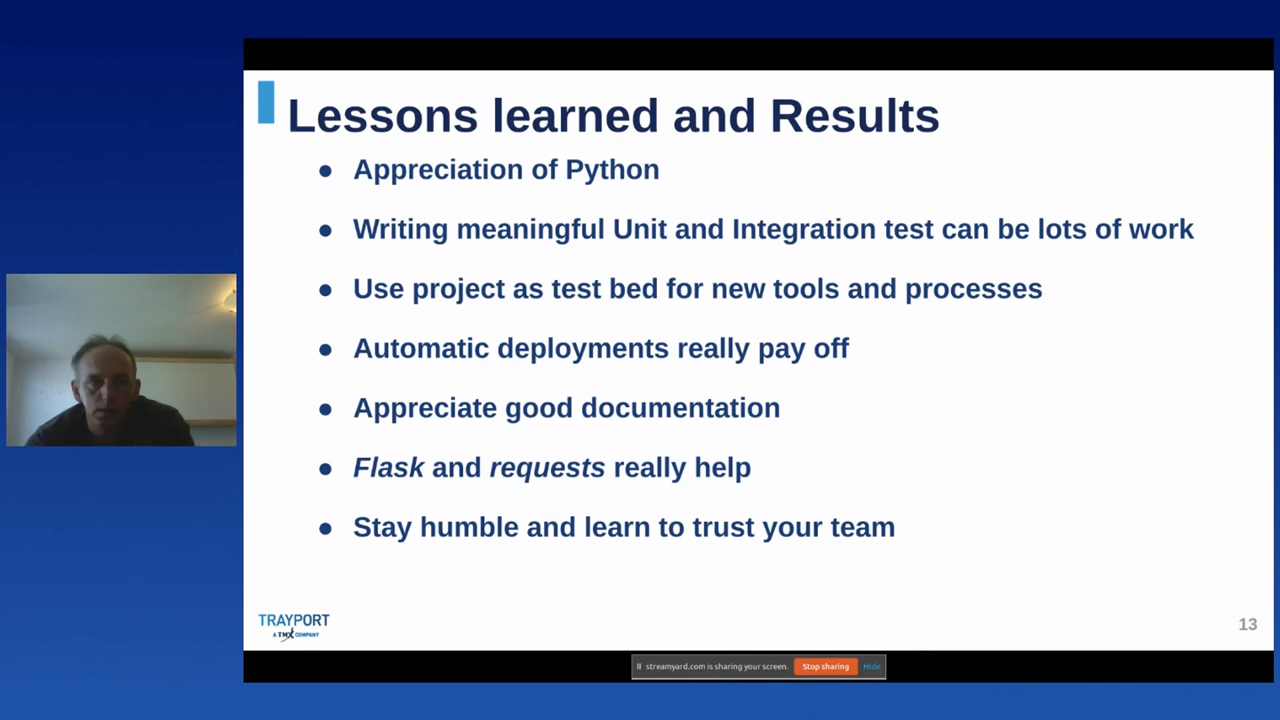 Lessons learned and Results
● Appreciation of Python
● Writing meaningful Unit and Integration test can be lots of work
● Use project as test bed for new tools and processes
● Automatic deployments really pay off
● Appreciate good documentation
● Flask and requests really help
● Stay humble and learn to trust your team
TRAYPORT
A TMX COMPANY
13
streamyard.com is sharing your screen. Stop sharing Hide